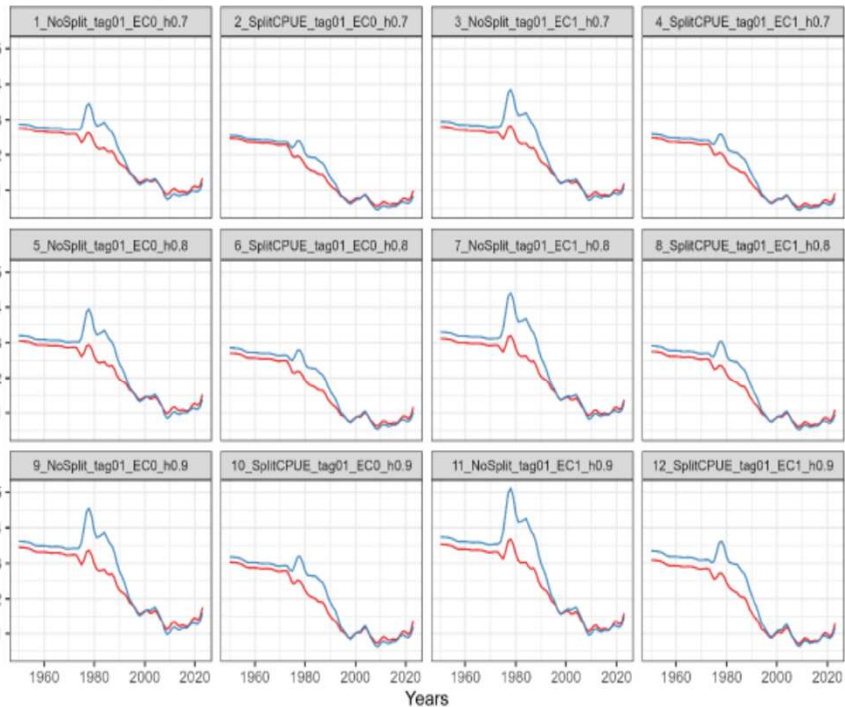 1_NoSplit_tag01_EC0_h0.7 2_SplitCPUE_tag01_EC0_h0.7 3_NoSplit_tag01_EC1_h0.7 4_SplitCPUE_tag01_EC1_h0.7
5_NoSplit_tag01_EC0_h0.8 6_SplitCPUE_tag01_EC0_h0.8 7_NoSplit_tag01_EC1_h0.8 8_SplitCPUE_tag01_EC1_h0.8
9_NoSplit_tag01_EC0_h0.9 10_SplitCPUE_tag01_EC0_h0.9 11_NoSplit_tag01_EC1_h0.9 12_SplitCPUE_tag01_EC1_h0.9
1960 1980 2000 2020 1960 1980 2000 2020 1960 1980 2000 2020 1960 1980 2000 2020
Years